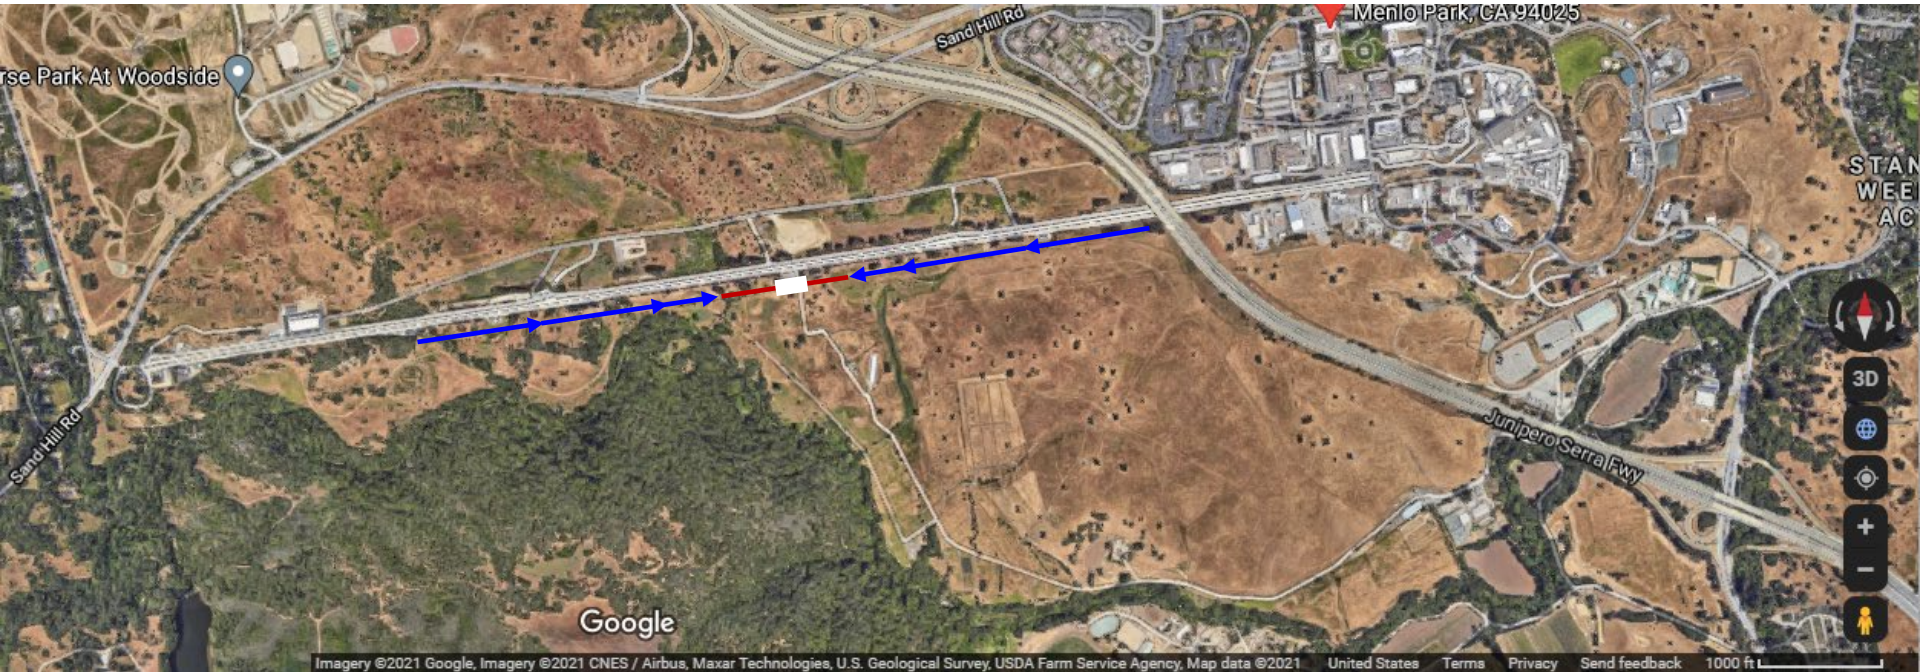 Sand Hill Rd
Menlo Park, CA 94025
rse Park At Woodside
STAN
WEE
AC
3D
Sand Hill Rd
Junipero Serra Fwy
Google
Imagery ©2021 Google, Imagery ©2021 CNES / Airbus, Maxar Technologies, U.S. Geological Survey, USDA Farm Service Agency, Map data ©2021 United States Terms Privacy Send feedback 1000 ft